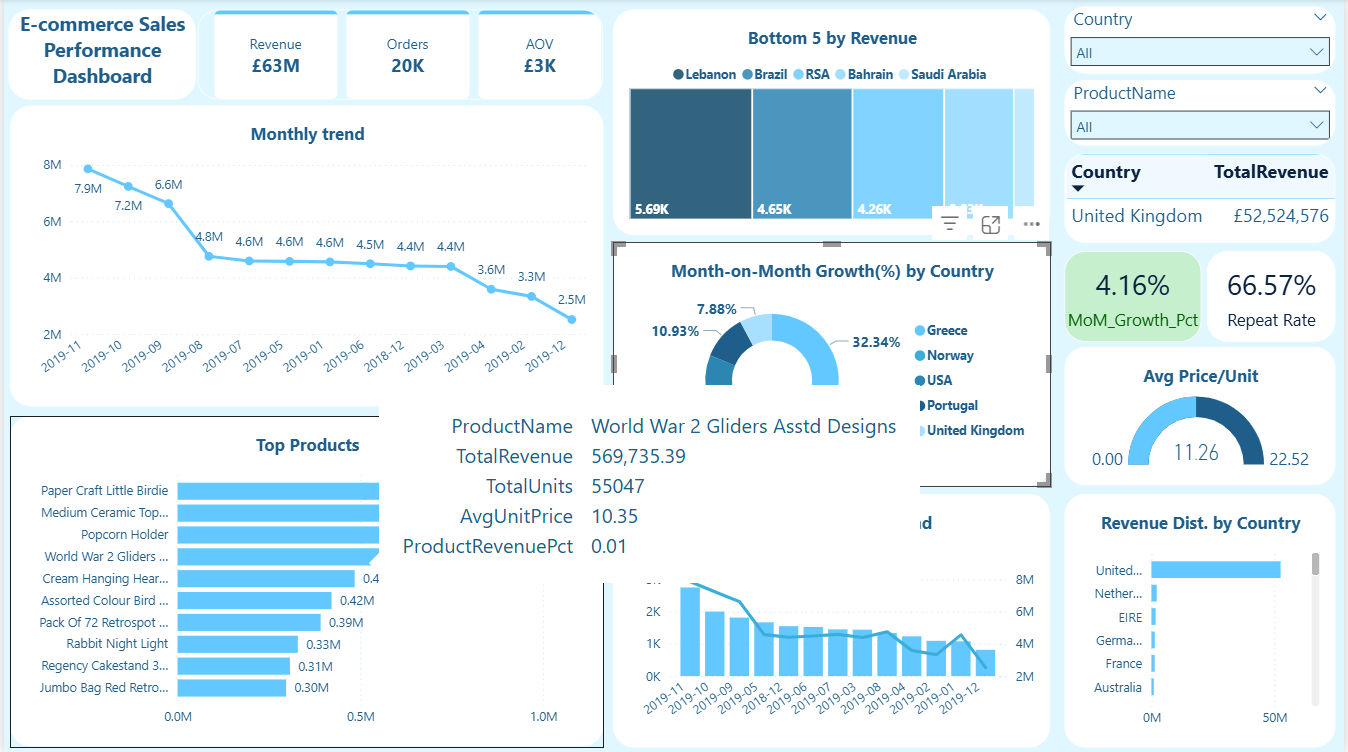 E-commerce Sales
Performance
Dashboard
Revenue
£63M
Orders
20K
AOV
£3K
Monthly trend
8M
6M
4M
2M
7.9M
7.2M
6.6M
4.8M
4.6M
4.6M
4.6M
4.5M
4.4M
4.4M
3.6M
3.3M
2.5M
2019-11
2019-10
2019-09
2019-08
2019-07
2019-05
2019-01
2019-06
2018-12
2019-03
2019-04
2019-02
2019-12
Bottom 5 by Revenue
Lebanon Brazil RSA Bahrain Saudi Arabia
5.69K
4.65K
4.26K
Country
All
ProductName
All
Country TotalRevenue
United Kingdom £52,524,576
4.16%
MoM_Growth_Pct
66.57%
Repeat Rate
Month-on-Month Growth(%) by Country
7.88%
10.93%
32.34%
Greece
Norway
USA
Portugal
United Kingdom
Avg Price/Unit
0.00
11.26
22.52
Top Products
Paper Craft Little Birdie
Medium Ceramic Top...
Popcorn Holder
World War 2 Gliders ...
Cream Hanging Hear...
Assorted Colour Bird ... 0.42M
Pack Of 72 Retrospot ... 0.39M
Rabbit Night Light 0.33M
Regency Cakestand 3... 0.31M
Jumbo Bag Red Retro... 0.30M
0.0M
0.5M
1.0M
ProductName World War 2 Gliders Asstd Designs
TotalRevenue 569,735.39
TotalUnits 55047
AvgUnitPrice 10.35
ProductRevenuePct 0.01
2K
1K
0K
8M
6M
4M
2M
2019-11
2019-10
2019-09
2019-05
2018-12
2019-06
2019-07
2019-03
2019-08
2019-04
2019-02
2019-01
2019-12
Revenue Dist. by Country
United...
Nether...
EIRE
Germa...
France
Australia
0M
50M